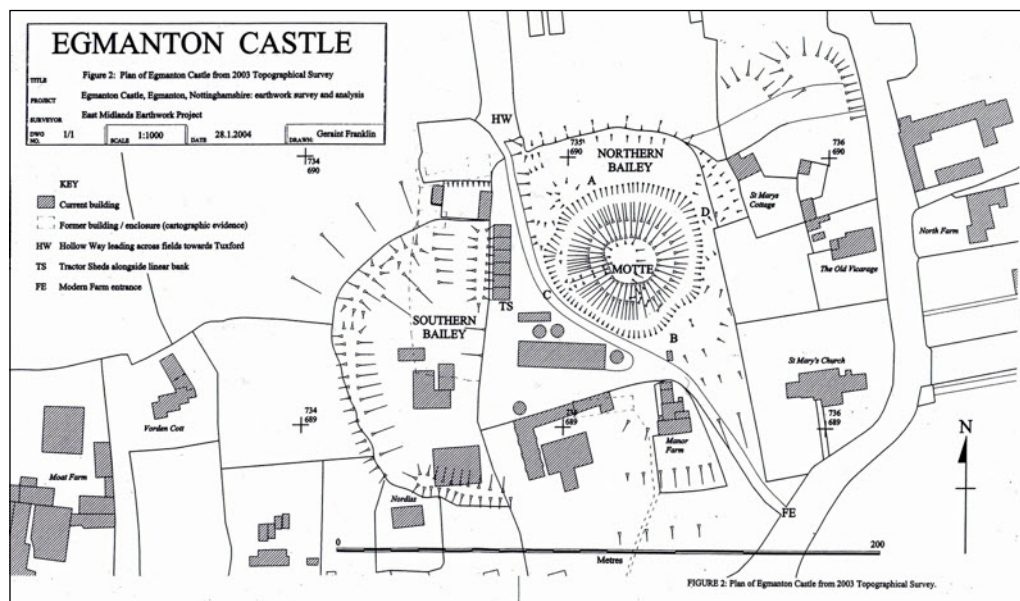 EGMANTON CASTLE
TITLE
Figure 2: Plan of Egmanton Castle from 2003 Topographical Survey
PROJECT
Egmanton Castle, Egmanton, Nottinghamshire: earthwork survey and analysis
SURVEYOR
East Midlands Earthwork Project
DWG NO.
1/1
SCALE
1:1000
DATE
28.1.2004
DRAWN:
Geraint Franklin
KEY
Current building
Former building / enclosure (cartographic evidence)
HW Hollow Way leading across fields towards Tuxford
TS Tractor Sheds alongside linear bank
FE Modern Farm entrance
734
690
HW
735
690
NORTHERN
BAILEY
A
D
736
690
St Marys
Cottage
North Farm
The Old Vicarage
MOTTE
C
TS
SOUTHERN
BAILEY
B
St Mary's Church
Vorden Cott
734
689
689
736
689
Moat Farm
Manor
Farm
Nordias
FE
N
0
200
Metres
FIGURE 2: Plan of Egmanton Castle from 2003 Topographical Survey.